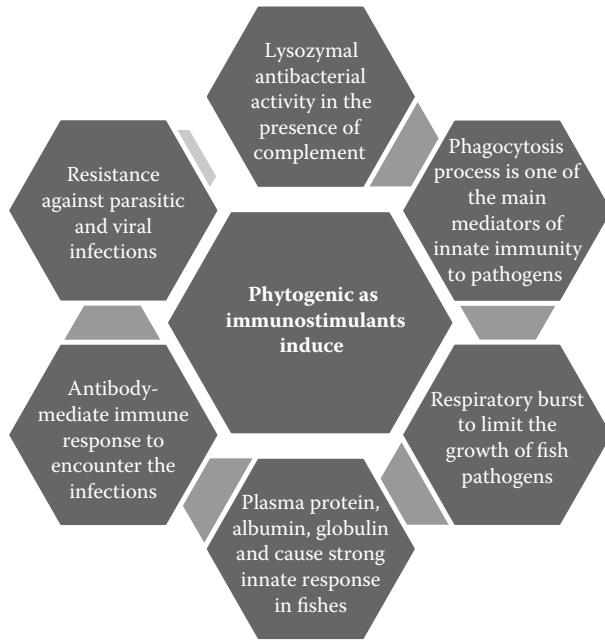 Lysozymal
antibacterial
activity in the
presence of
complement
Phagocytosis
process is one of
the main
mediators of
innate immunity
to pathogens
Respiratory burst
to limit the
growth of fish
pathogens
Plasma protein,
albumin, globulin
and cause strong
innate response
in fishes
Antibody-
mediate immune
response to
encounter the
infections
Resistance
against parasitic
and viral
infections
Phytogenic as
immunostimulants
induce